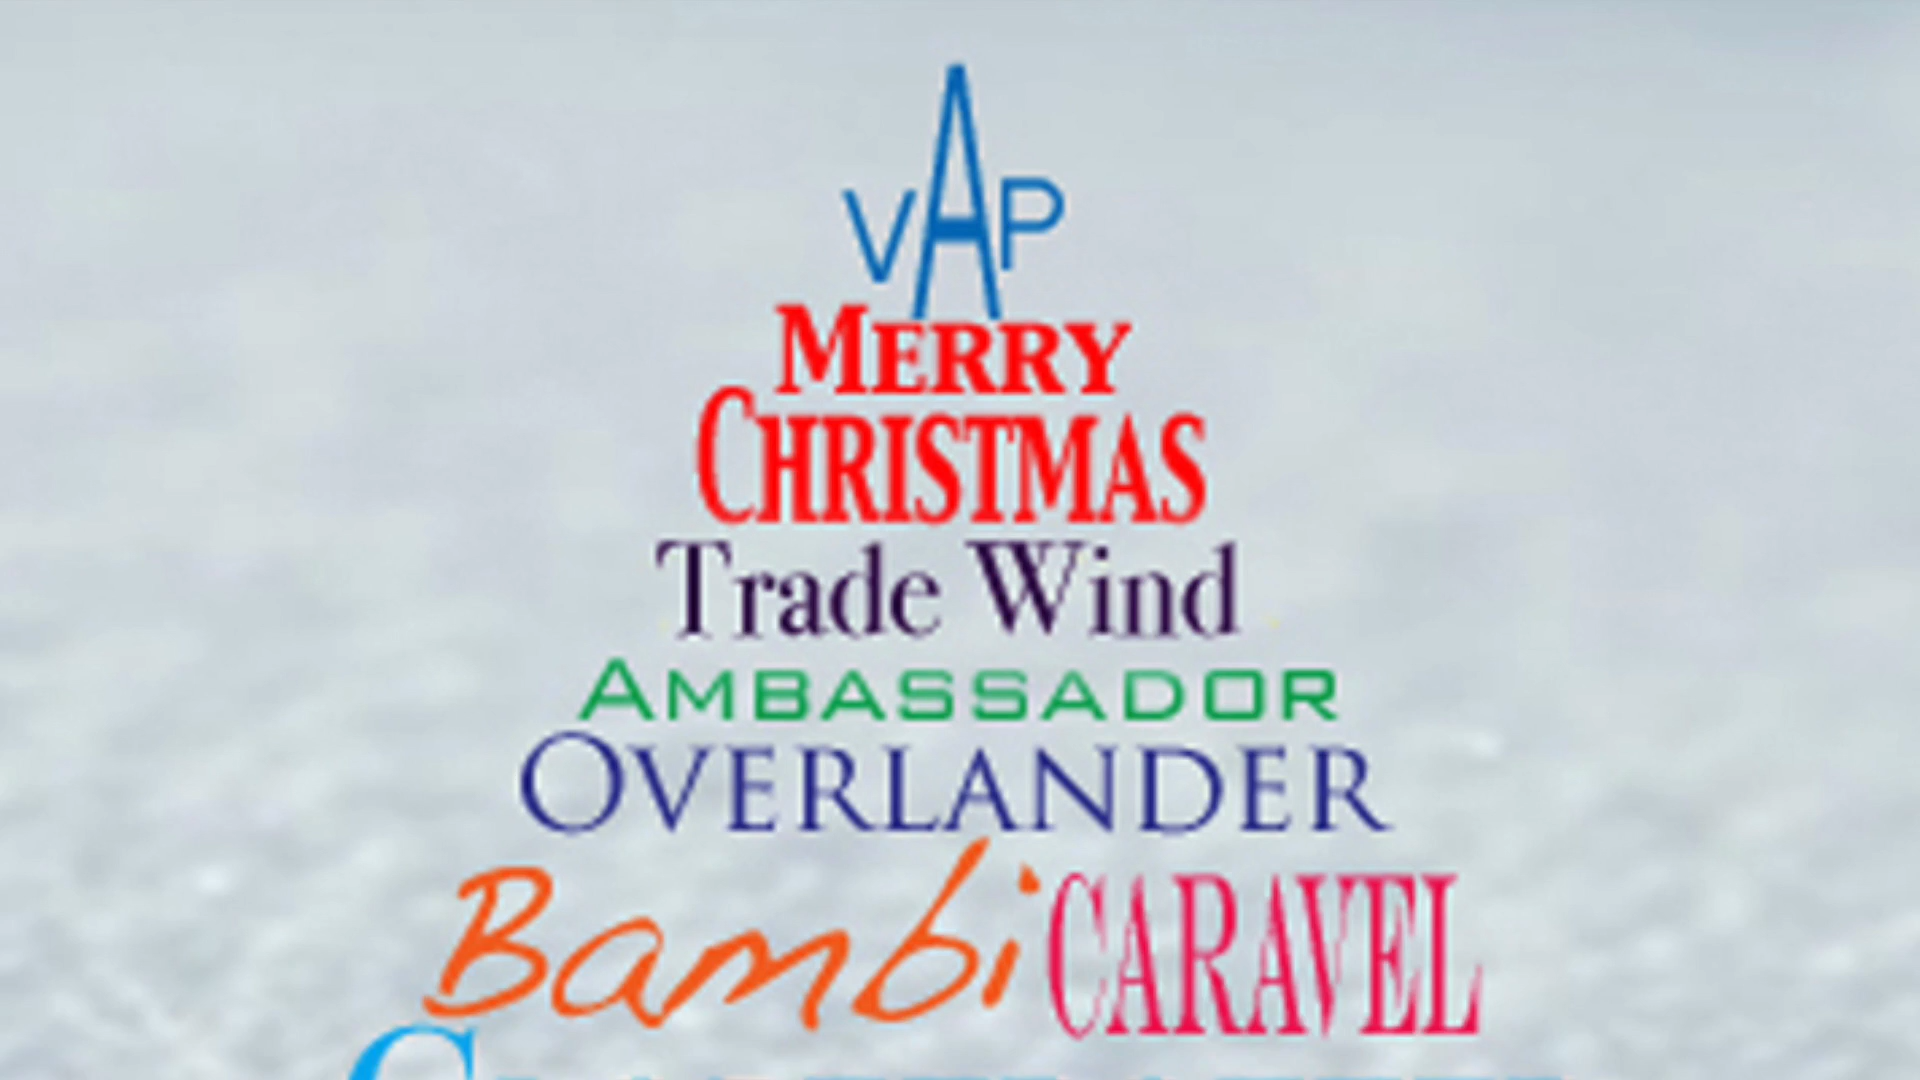 VAP
MERRY
CHRISTMAS
Trade Wind
AMBASSADOR
OVERLANDER
Bambi CARAVEL